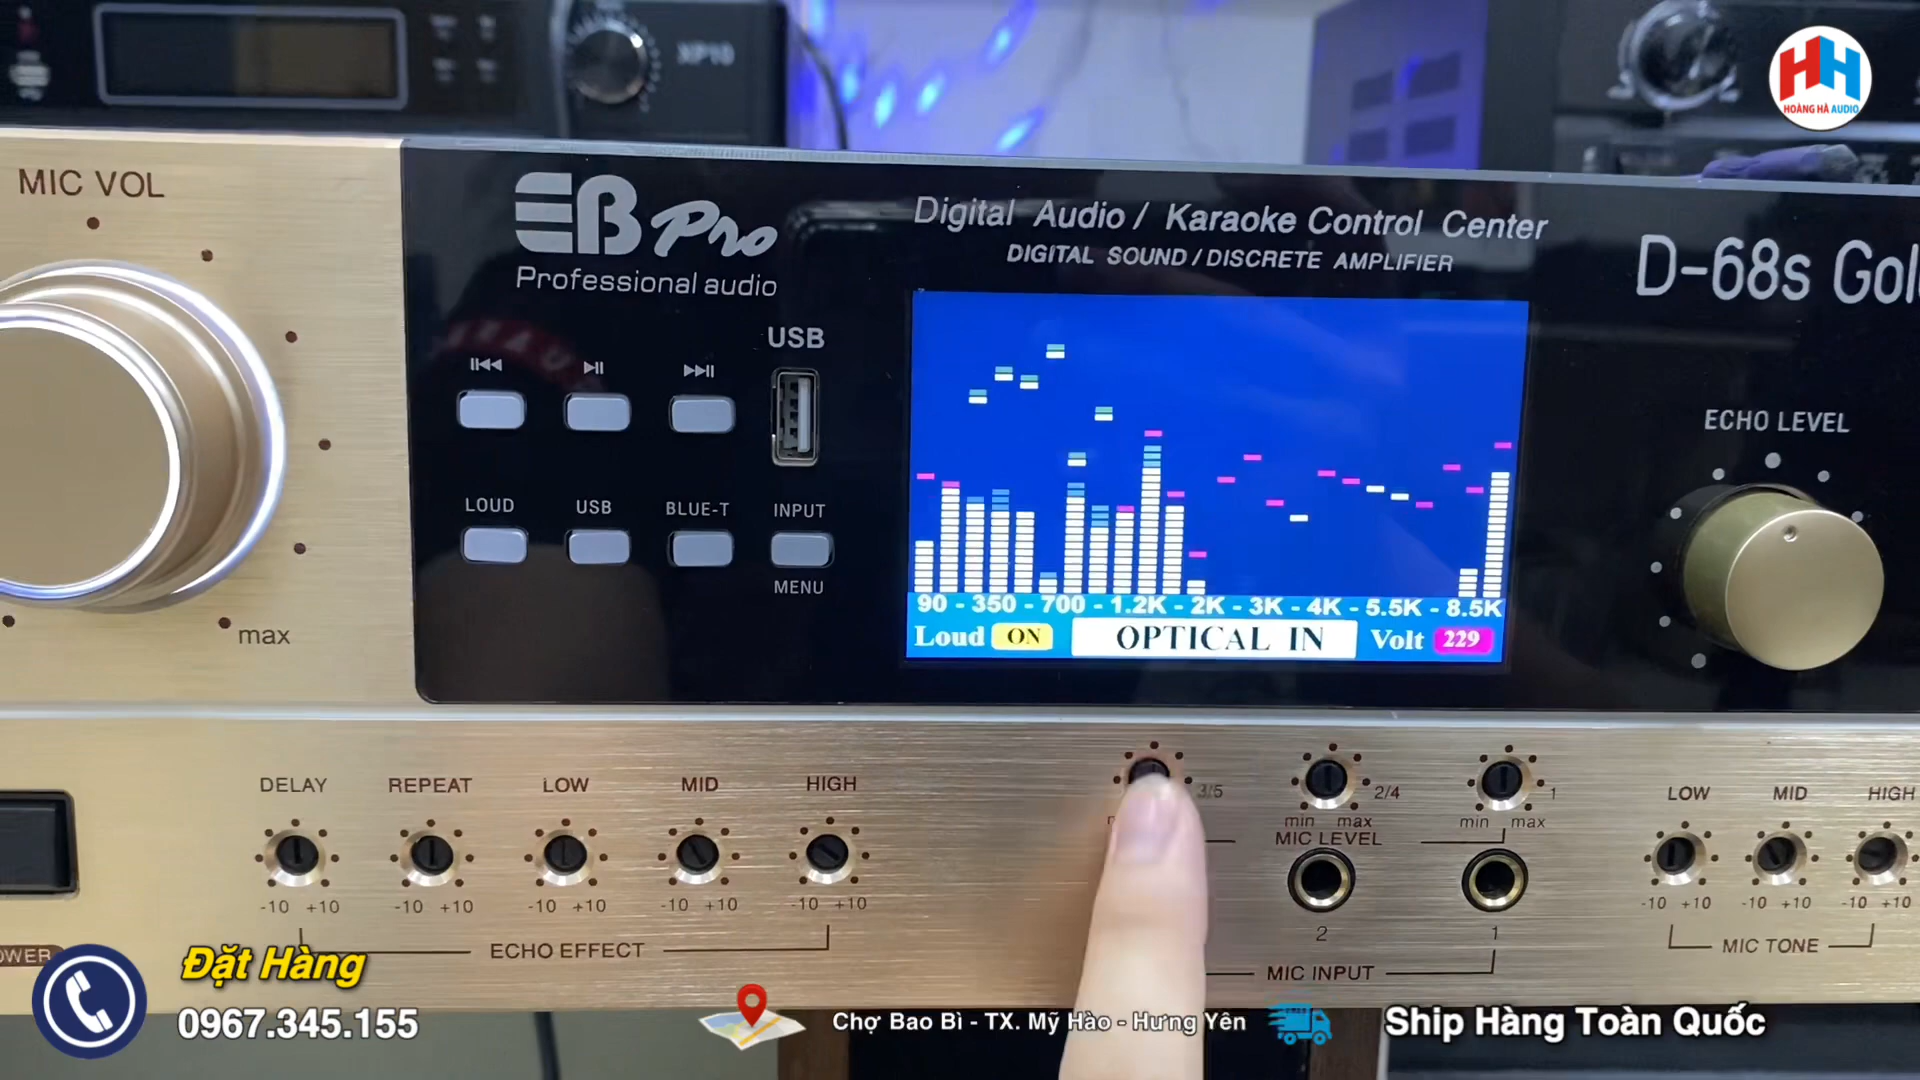 XP10
HH
HOÀNG HÀ AUDIO
MIC VOL
max
EB Pro
Professional audio
USB
Digital Audio / Karaoke Control Center
DIGITAL SOUND / DISCRETE AMPLIFIER
D-68s Gol
ECHO LEVEL
LOUD USB BLUE-T INPUT
MENU
90 - 350 - 700 - 1.2K - 2K - 3K - 4K - 5.5K - 8.5K
Loud ON OPTICAL IN Volt 229
DELAY REPEAT LOW MID HIGH
-10 +10 -10 +10 -10 +10 -10 +10 -10 +10
ECHO EFFECT
3/5 2/4 1
min max min max
MIC LEVEL
2 1
MIC INPUT
LOW MID HIGH
-10 +10 -10 +10 -10 +10
MIC TONE
OWER
Đặt Hàng
0967.345.155
Chợ Bao Bì - TX. Mỹ Hào - Hưng Yên
Ship Hàng Toàn Quốc